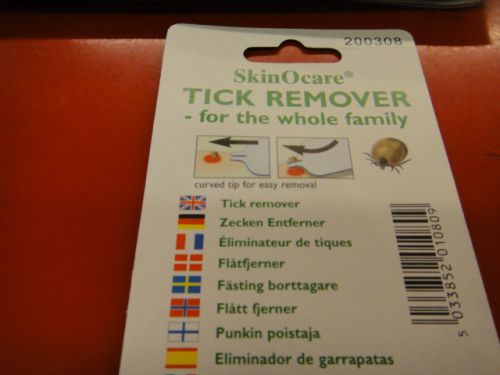 200308
SkinOcare®
TICK REMOVER
- for the whole family
curved tip for easy removal
Tick remover
Zecken Entferner
Éliminateur de tiques
Flåtfjerner
Fästing borttagare
Flått fjerner
Punkin poistaja
Eliminador de garrapatas
5 033852 010809